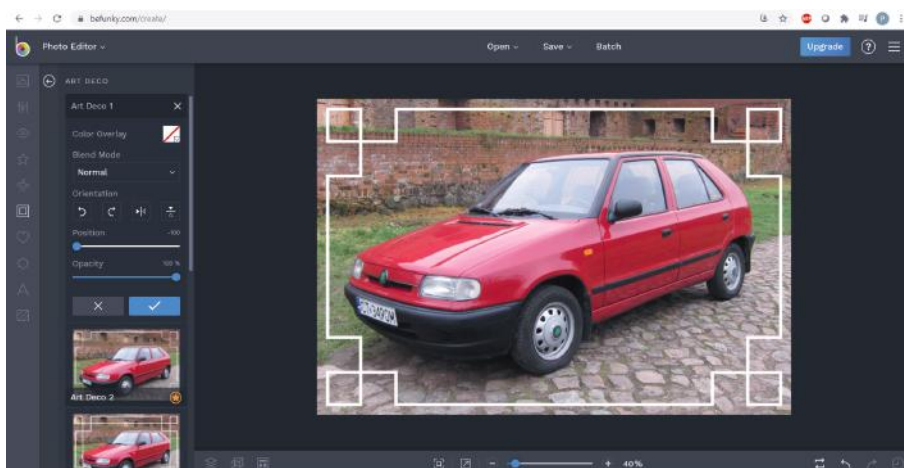 befunky.com/create/
Photo Editor
Open
Save
Batch
Upgrade
ART DECO
Art Deco 1
Color Overlay
Blend Mode
Normal
Orientation
Position
-100
Opacity
100 %
Art Deco 2
40%